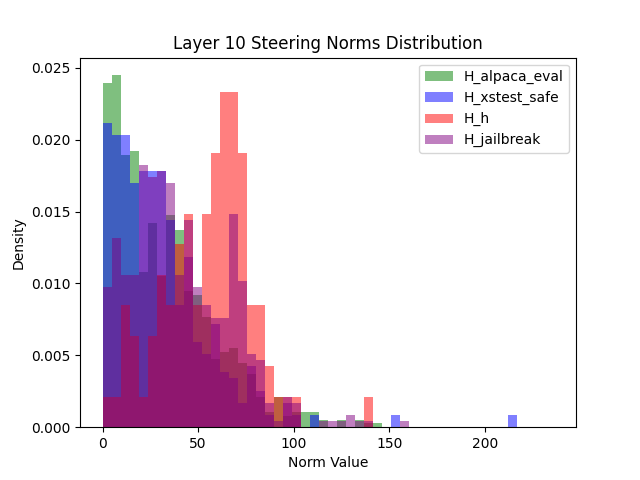 Layer 10 Steering Norms Distribution
H_alpaca_eval
H_xstest_safe
H_h
H_jailbreak
0.025
0.020
0.015
0.010
0.005
0.000
Density
0
50
100
150
200
Norm Value